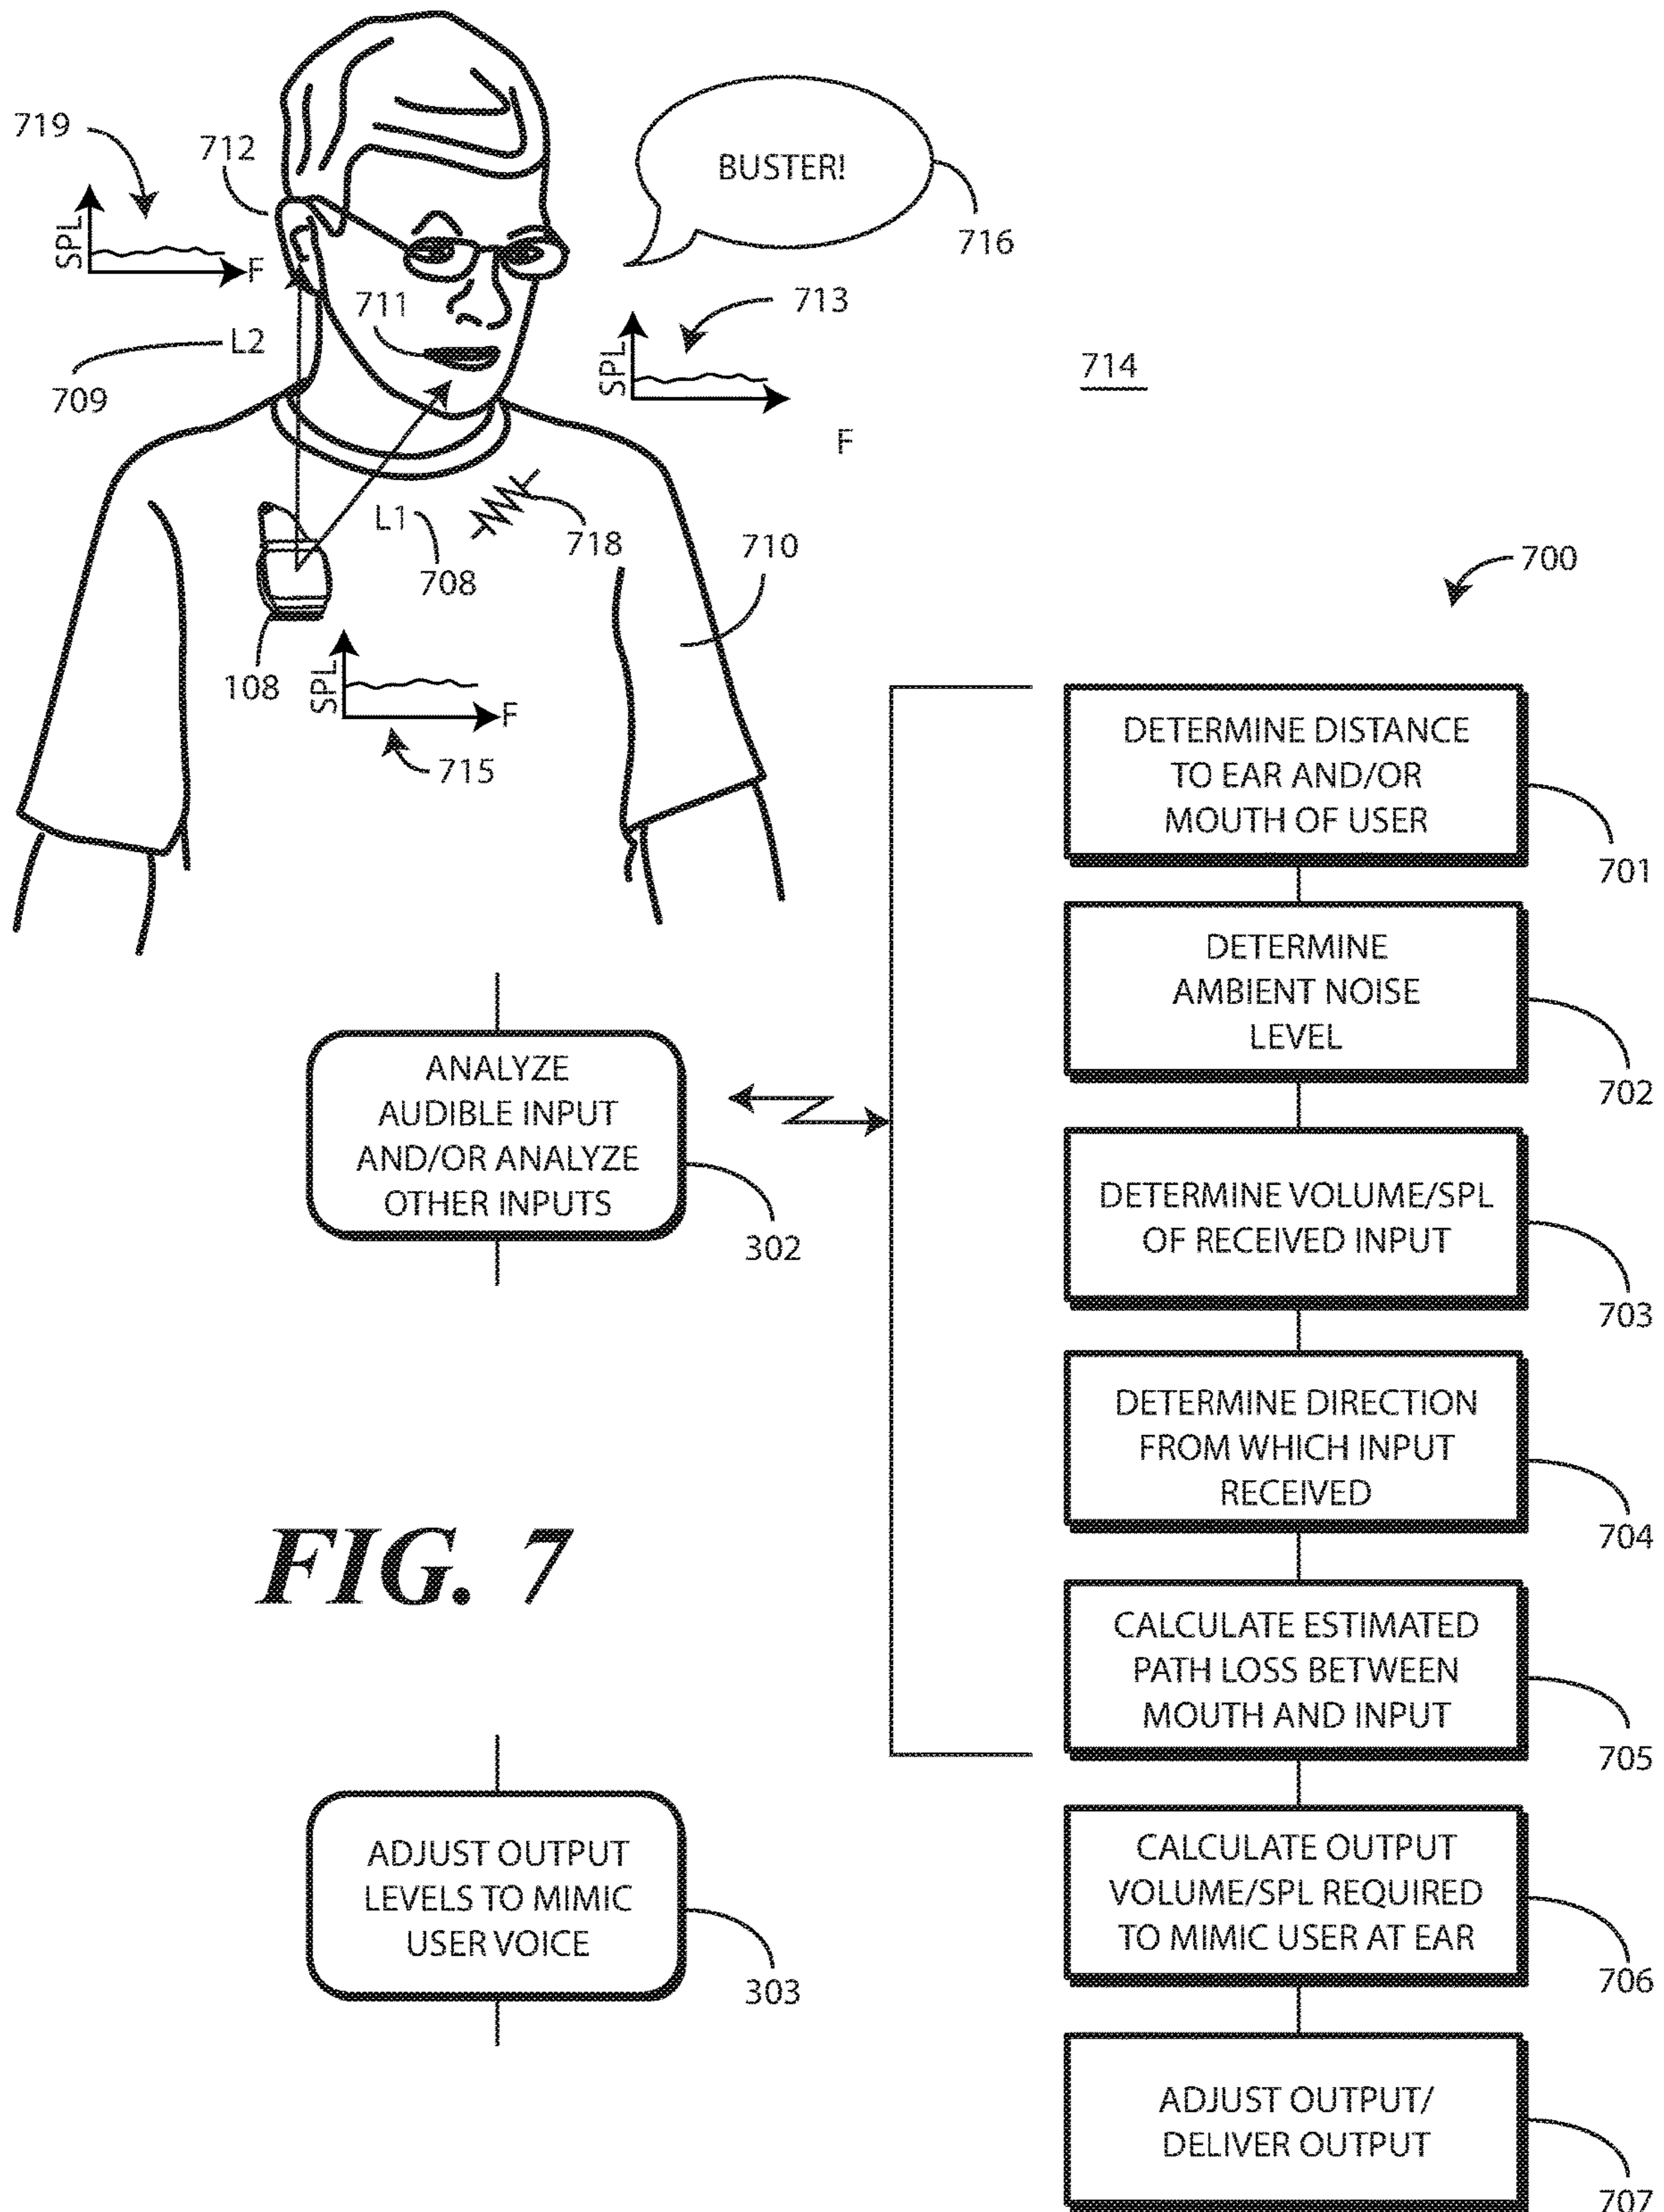 719
712
BUSTER!
716
SPL
F
711
713
L2
SPL
709
714
F
L1
718
708
710
700
108
SPL
F
715
DETERMINE DISTANCE
TO EAR AND/OR
MOUTH OF USER
701
DETERMINE
AMBIENT NOISE
LEVEL
702
ANALYZE
AUDIBLE INPUT
AND/OR ANALYZE
OTHER INPUTS
302
DETERMINE VOLUME/SPL
OF RECEIVED INPUT
703
DETERMINE DIRECTION
FROM WHICH INPUT
RECEIVED
704
FIG. 7
CALCULATE ESTIMATED
PATH LOSS BETWEEN
MOUTH AND INPUT
705
ADJUST OUTPUT
LEVELS TO MIMIC
USER VOICE
303
CALCULATE OUTPUT
VOLUME/SPL REQUIRED
TO MIMIC USER AT EAR
706
ADJUST OUTPUT/
DELIVER OUTPUT
707